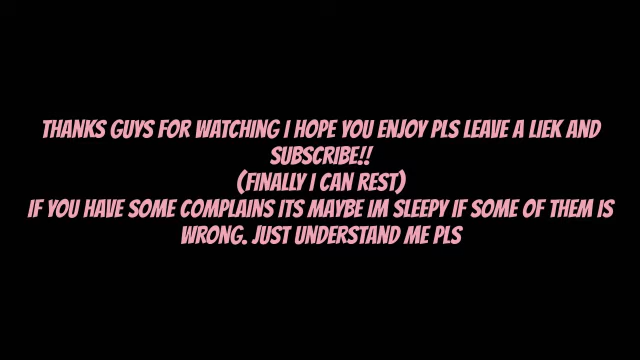 THANKS GUYS FOR WATCHING I HOPE YOU ENJOY PLS LEAVE A LIEK AND
SUBSCRIBE!!
(FINALLY I CAN REST)
IF YOU HAVE SOME COMPLAINS ITS MAYBE IM SLEEPY IF SOME OF THEM IS
WRONG. JUST UNDERSTAND ME PLS